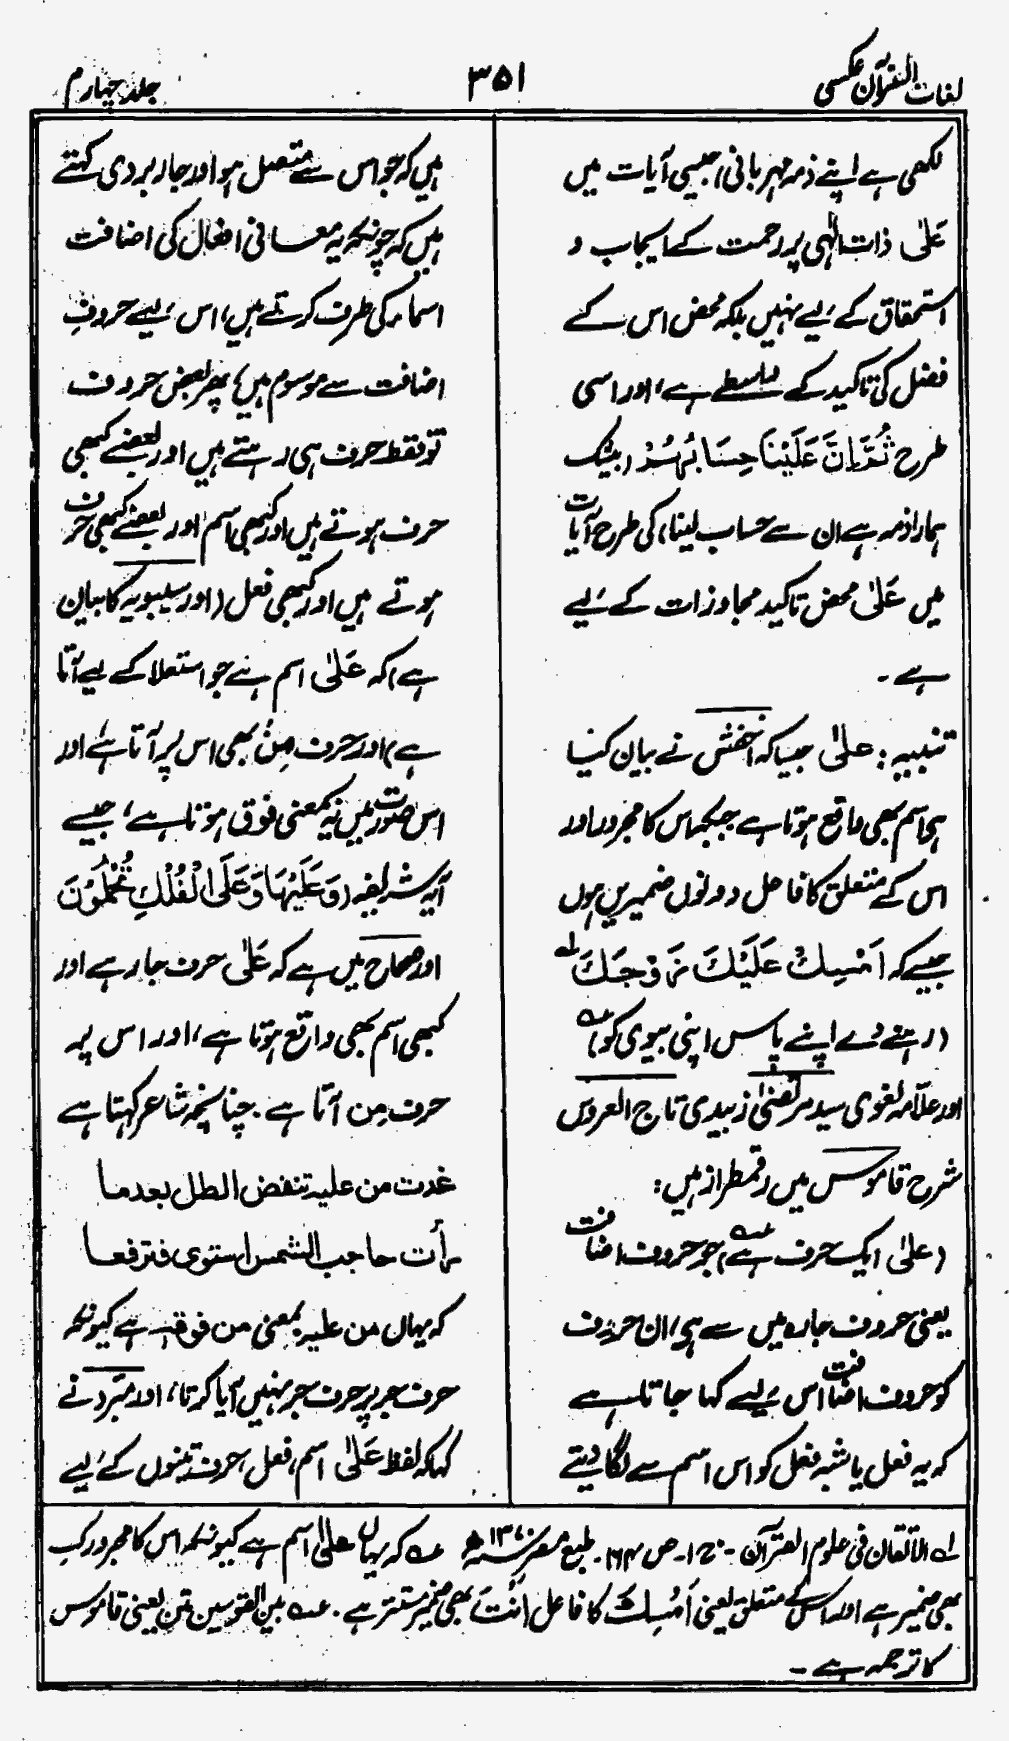 لغات القرآن عکسی
۳۵۱
جلد چہارم
لکھی ہے اپنے ذمہ مہربانی) جیسی آیات میں
عَلٰی ذات الٰہی پر رحمت کے ایجاب و
استحقاق کے لیے نہیں بلکہ محض اس کے
فضل کی تاکید کے واسطے ہے، اور اسی
طرح ثُمَّ اِنَّ عَلَیْنَا حِسَابَہُمْ (بیشک
ہمارا ذمہ ہے ان سے حساب لینا) کی طرح آیات
میں عَلٰی محض تاکید مجاوزات کے لیے
ہے۔
تنبیہ: علیٰ جیسا کہ اخفش نے بیان کیا
ہے اسم بھی واقع ہوتا ہے جبکہ اس کا مجرور اور
اس کے متعلق کا فاعل دونوں ضمیریں ہوں
جیسے کہ اَمْسِکْ عَلَیْکَ زَوْجَکَ لہ
(رہنے دے اپنے پاس اپنی بیوی کو) عہ
اور علامہ لغوی سید مرتضیٰ زبیدی تاج العروس
شرح قاموس میں رقمطراز ہیں:
(علیٰ ایک حرف ہے) عہ جو حروف اضافت
یعنی حروف جارہ میں سے ہے، ان حروف
کو حروف اضافت اس لیے کہا جاتا ہے
کہ یہ فعل یا شبہ فعل کو اس اسم سے لگا دیتے
ہیں کہ جو اس سے متصل ہو اور جار بردی کہتے
ہیں کہ چونکہ یہ معانی افعال کی اضافت
اسماء کی طرف کرتے ہیں، اس لیے حروفِ
اضافت سے موسوم ہیں، پھر بعض حروف
تو فقط حرف ہی رہتے ہیں اور بعضے کبھی
حرف ہوتے ہیں اور کبھی اسم اور بعضے کبھی حرف
ہوتے ہیں اور کبھی فعل (اور سیبویہ کا بیان
ہے) کہ عَلٰی اسم ہے جو استعلا کے لیے آتا
ہے) اور حرف مِنْ بھی اس پر آتا ہے اور
اس صورت میں یہ بمعنی فوق ہوتا ہے، جیسے
آیہ شریفہ (وَعَلَیْہَا وَعَلَی الْفُلْکِ تُحْمَلُوْنَ
اور صحاح میں ہے کہ عَلٰی حرف جار ہے اور
کبھی اسم بھی واقع ہوتا ہے، اور اس پر
حرف مِن آتا ہے۔ چنانچہ شاعر کہتا ہے
غدت من علیہ تنفض الطل بعد ما
رأت حاجب الشمس استوی فترفعا
کہ یہاں من علیہ بمعنی من فوقہ ہے کیونکہ
حرف جر پر حرف جر نہیں آیا کرتا، اور مبرد نے
کہا کہ لفظ عَلٰی اسم، فعل، حرف تینوں کے لیے
لہ الاتقان فی علوم القرآن۔ ج ۱۔ ص ۱۶۴۔ طبع مصر سنہ ۱۳۷۰ھ عہ کہ یہاں علیٰ اسم ہے کیونکہ اس کا مجرور ک
بھی ضمیر ہے اور اس کے متعلق یعنی اَمْسِکْ کا فاعل اَنْتَ بھی ضمیر مستتر ہے۔ عہ بین القوسین متن یعنی قاموس
کا ترجمہ ہے۔